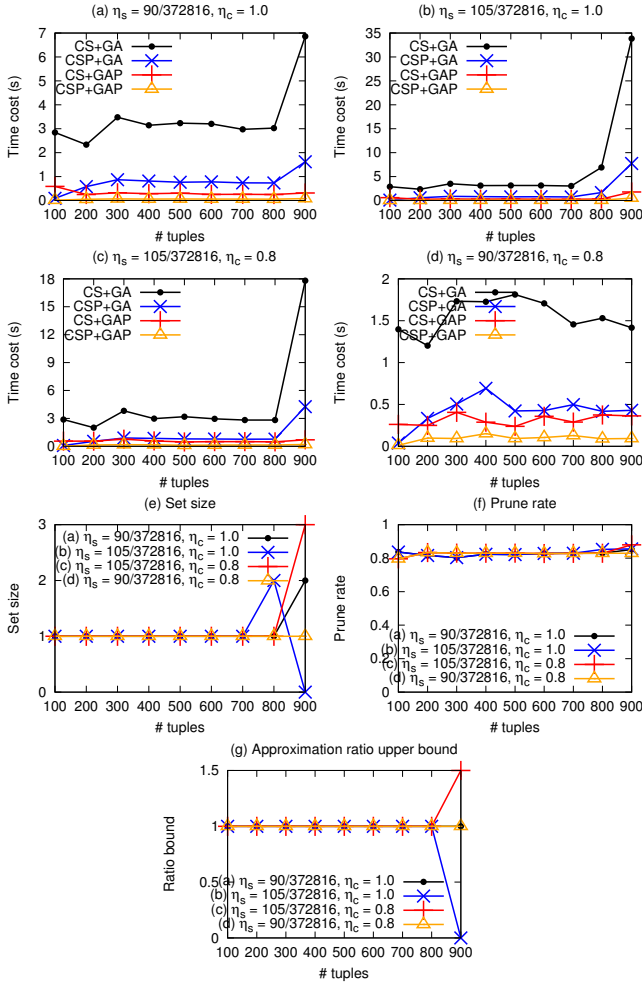 (a) ηs = 90/372816, ηc = 1.0
7
6
5
4
3
2
1
0
Time cost (s)
CS+GA
CSP+GA
CS+GAP
CSP+GAP
100 200 300 400 500 600 700 800 900
# tuples
(b) ηs = 105/372816, ηc = 1.0
35
30
25
20
15
10
5
0
Time cost (s)
CS+GA
CSP+GA
CS+GAP
CSP+GAP
100 200 300 400 500 600 700 800 900
# tuples
(c) ηs = 105/372816, ηc = 0.8
18
15
12
9
6
3
0
Time cost (s)
CS+GA
CSP+GA
CS+GAP
CSP+GAP
100 200 300 400 500 600 700 800 900
# tuples
(d) ηs = 90/372816, ηc = 0.8
2
1.5
1
0.5
0
Time cost (s)
CS+GA
CSP+GA
CS+GAP
CSP+GAP
100 200 300 400 500 600 700 800 900
# tuples
(e) Set size
3
2
1
0
Set size
(a) ηs = 90/372816, ηc = 1.0
(b) ηs = 105/372816, ηc = 1.0
(c) ηs = 105/372816, ηc = 0.8
(d) ηs = 90/372816, ηc = 0.8
100 200 300 400 500 600 700 800 900
# tuples
(f) Prune rate
1
0.8
0.6
0.4
0.2
0
Prune rate
(a) ηs = 90/372816, ηc = 1.0
(b) ηs = 105/372816, ηc = 1.0
(c) ηs = 105/372816, ηc = 0.8
(d) ηs = 90/372816, ηc = 0.8
100 200 300 400 500 600 700 800 900
# tuples
(g) Approximation ratio upper bound
1.5
1
0.5
0
Ratio bound
(a) ηs = 90/372816, ηc = 1.0
(b) ηs = 105/372816, ηc = 1.0
(c) ηs = 105/372816, ηc = 0.8
(d) ηs = 90/372816, ηc = 0.8
100 200 300 400 500 600 700 800 900
# tuples